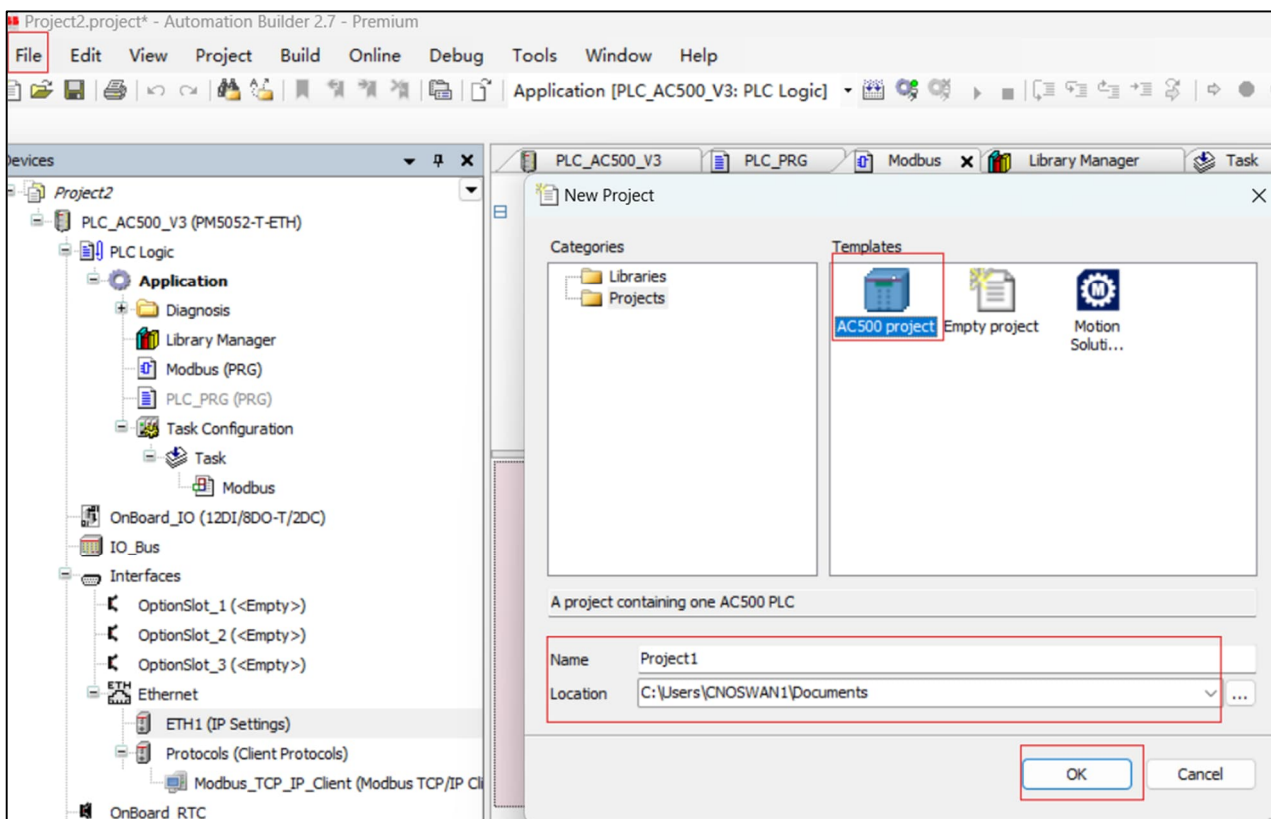 Project2.project* - Automation Builder 2.7 - Premium
File Edit View Project Build Online Debug Tools Window Help
Application [PLC_AC500_V3: PLC Logic]
Devices
PLC_AC500_V3 PLC_PRG Modbus Library Manager Task
Project2
PLC_AC500_V3 (PM5052-T-ETH)
PLC Logic
Application
Diagnosis
Library Manager
Modbus (PRG)
PLC_PRG (PRG)
Task Configuration
Task
Modbus
OnBoard_IO (12DI/8DO-T/2DC)
IO_Bus
Interfaces
OptionSlot_1 (<Empty>)
OptionSlot_2 (<Empty>)
OptionSlot_3 (<Empty>)
ETH Ethernet
ETH1 (IP Settings)
Protocols (Client Protocols)
Modbus_TCP_IP_Client (Modbus TCP/IP Cli
OnBoard_RTC
New Project
Categories
Libraries
Projects
Templates
AC500 project
Empty project
Motion
Soluti...
A project containing one AC500 PLC
Name Project1
Location C:\Users\CNOSWAN1\Documents ...
OK Cancel